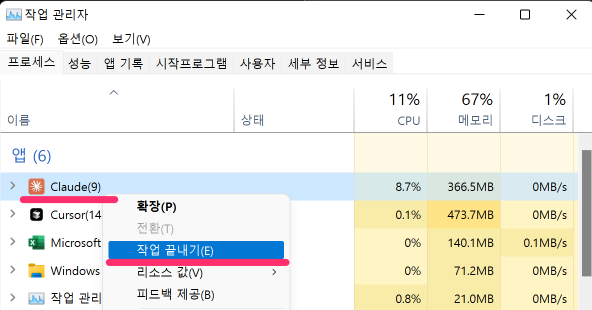 작업 관리자
파일(F) 옵션(O) 보기(V)
프로세스 성능 앱 기록 시작프로그램 사용자 세부 정보 서비스
11% 67% 1%
이름 상태 CPU 메모리 디스크
앱 (6)
Claude(9) 8.7% 366.5MB 0MB/s
Cursor(14 0.1% 473.7MB 0MB/s
Microsoft 0% 140.1MB 0.1MB/s
Windows 0% 71.2MB 0MB/s
작업 관리 0.8% 21.0MB 0MB/s
확장(P)
전환(T)
작업 끝내기(E)
리소스 값(V)
피드백 제공(B)